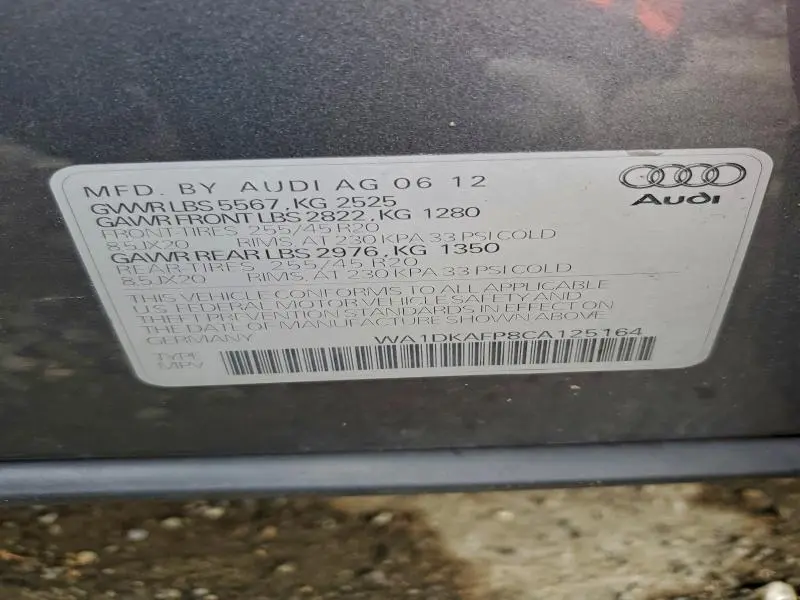 MFD. BY AUDI AG 06 12
GVWR LBS 5567, KG 2525
GAWR FRONT LBS 2822, KG 1280
FRONT-TIRES 255/45 R20
8.5JX20 RIMS, AT 230 KPA 33 PSI COLD
GAWR REAR LBS 2976, KG 1350
REAR-TIRES 255/45 R20
8.5JX20 RIMS, AT 230 KPA 33 PSI COLD
THIS VEHICLE CONFORMS TO ALL APPLICABLE
U.S. FEDERAL MOTOR VEHICLE SAFETY AND
THEFT PREVENTION STANDARDS IN EFFECT ON
THE DATE OF MANUFACTURE SHOWN ABOVE
GERMANY WA1DKAFP8CA125164
TYPE
MPV
Audi